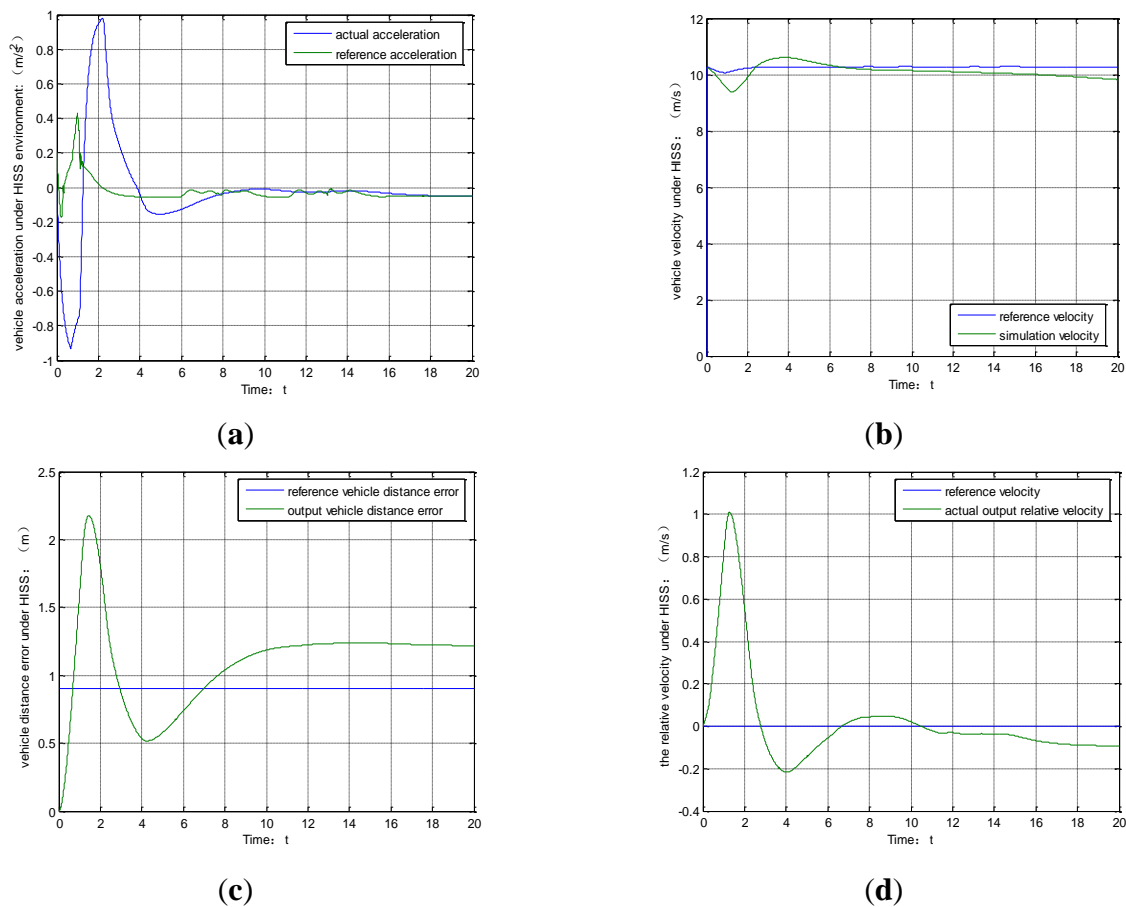 vehicle acceleration under HISS environment: （m/s²）
1
0.8
0.6
0.4
0.2
0
-0.2
-0.4
-0.6
-0.8
-1
actual acceleration
reference acceleration
0 2 4 6 8 10 12 14 16 18 20
Time： t
(a)
vehicle velocity under HISS： （m/s）
12
10
8
6
4
2
0
reference velocity
simulation velocity
0 2 4 6 8 10 12 14 16 18 20
Time： t
(b)
vehicle distance error under HISS： （m）
2.5
2
1.5
1
0.5
0
reference vehicle distance error
output vehicle distance error
0 2 4 6 8 10 12 14 16 18 20
Time： t
(c)
the relative velocity under HISS： （m/s）
1.2
1
0.8
0.6
0.4
0.2
0
-0.2
-0.4
reference velocity
actual output relative velocity
0 2 4 6 8 10 12 14 16 18 20
Time： t
(d)